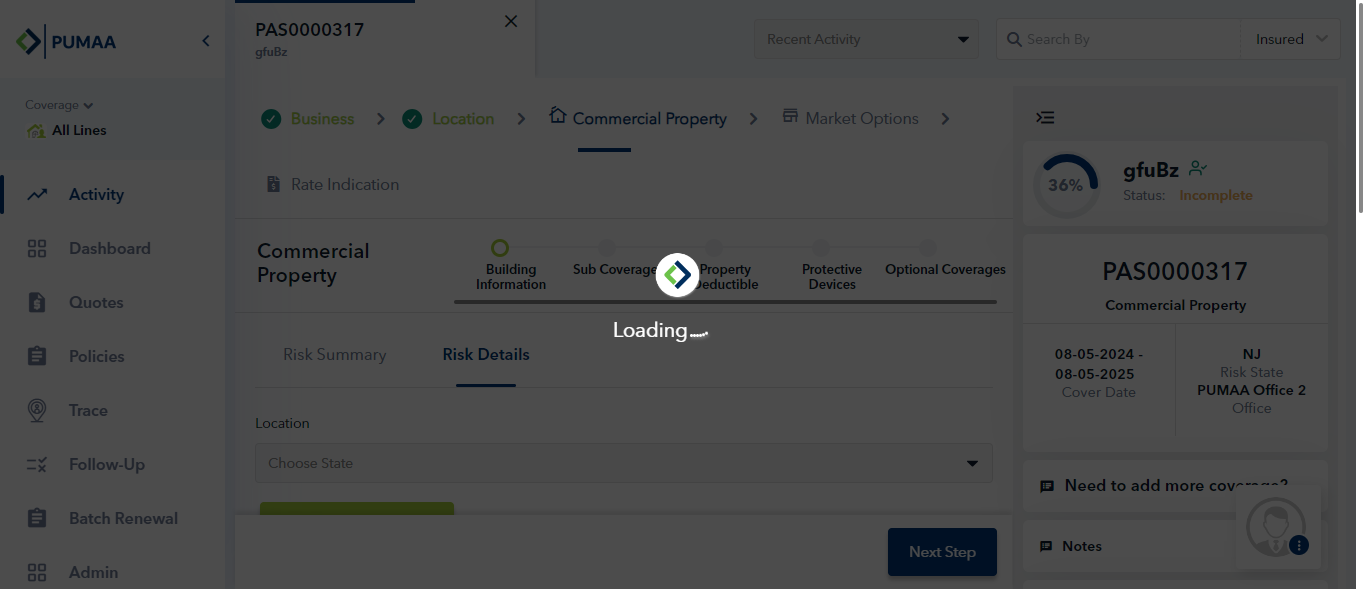 PUMAA
Coverage
All Lines
Activity
Dashboard
Quotes
Policies
Trace
Follow-Up
Batch Renewal
Admin
PAS0000317
gfuBz
Recent Activity
Search By
Insured
Business
Location
Commercial Property
Market Options
Rate Indication
Commercial
Property
Building
Information
Sub Coverage
Property
Deductible
Protective
Devices
Optional Coverages
Loading....
Risk Summary
Risk Details
Location
Choose State
Next Step
36%
gfuBz
Status: Incomplete
PAS0000317
Commercial Property
08-05-2024 -
08-05-2025
Cover Date
NJ
Risk State
PUMAA Office 2
Office
Need to add more coverage?
Notes